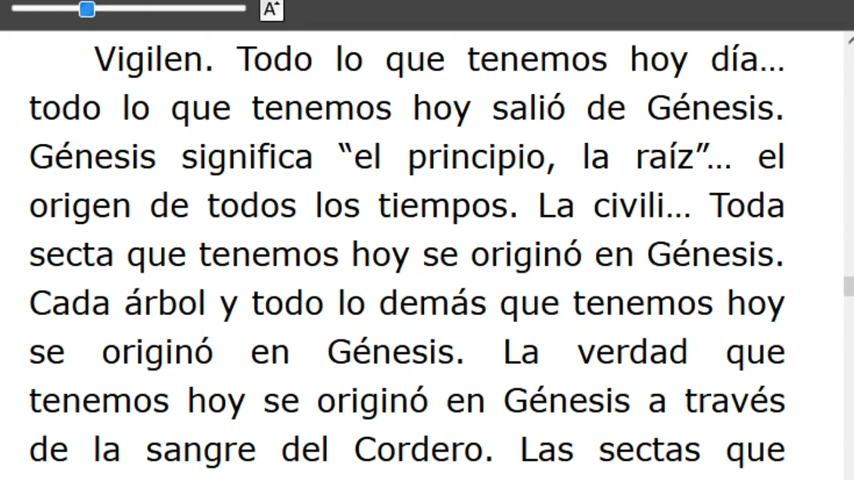 A
Vigilen. Todo lo que tenemos hoy día…
todo lo que tenemos hoy salió de Génesis.
Génesis significa “el principio, la raíz”… el
origen de todos los tiempos. La civili… Toda
secta que tenemos hoy se originó en Génesis.
Cada árbol y todo lo demás que tenemos hoy
se originó en Génesis. La verdad que
tenemos hoy se originó en Génesis a través
de la sangre del Cordero. Las sectas que